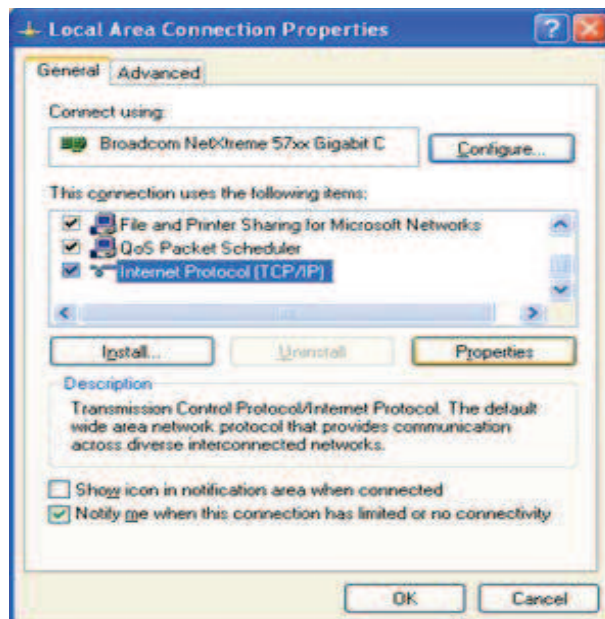 Local Area Connection Properties
General Advanced
Connect using:
Broadcom NetXtreme 57xx Gigabit C Configure...
This connection uses the following items:
File and Printer Sharing for Microsoft Networks
QoS Packet Scheduler
Internet Protocol (TCP/IP)
Install... Uninstall Properties
Description
Transmission Control Protocol/Internet Protocol. The default
wide area network protocol that provides communication
across diverse interconnected networks.
Show icon in notification area when connected
Notify me when this connection has limited or no connectivity
OK Cancel